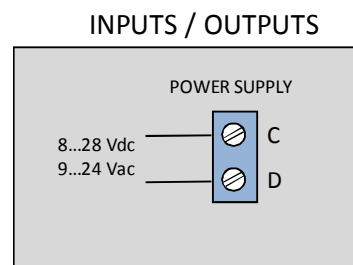 INPUTS / OUTPUTS
POWER SUPPLY
8...28 Vdc
9...24 Vac
C
D